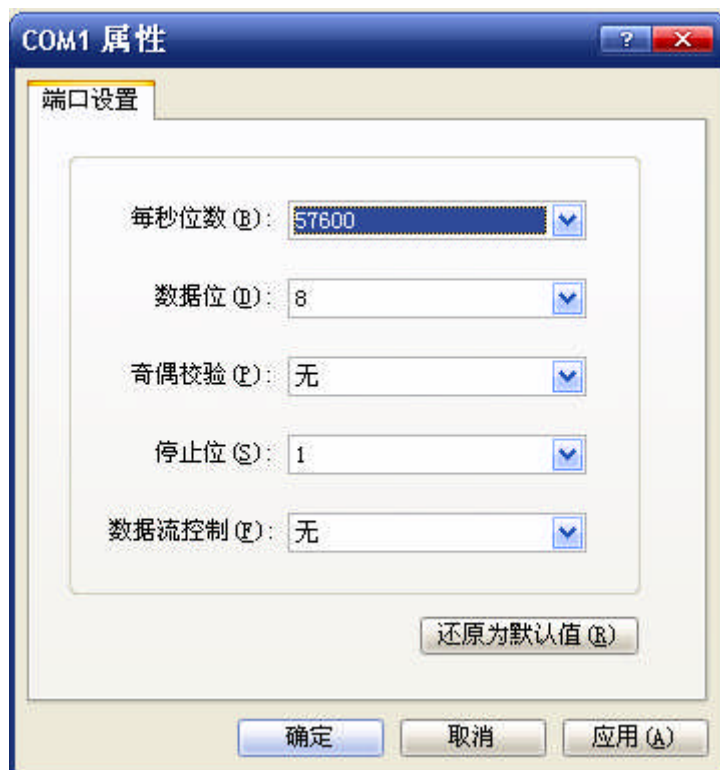 COM1 属性
端口设置
每秒位数(B): 57600
数据位(D): 8
奇偶校验(P): 无
停止位(S): 1
数据流控制(F): 无
还原为默认值(R)
确定 取消 应用(A)